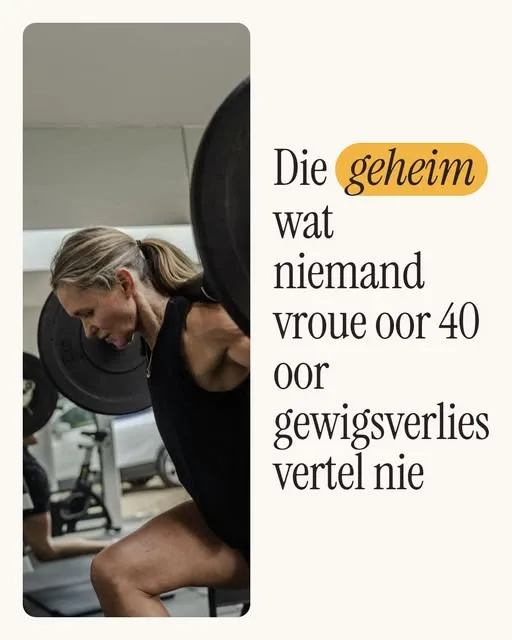 Die geheim
wat
niemand
vroue oor 40
oor
gewigsverlies
vertel nie